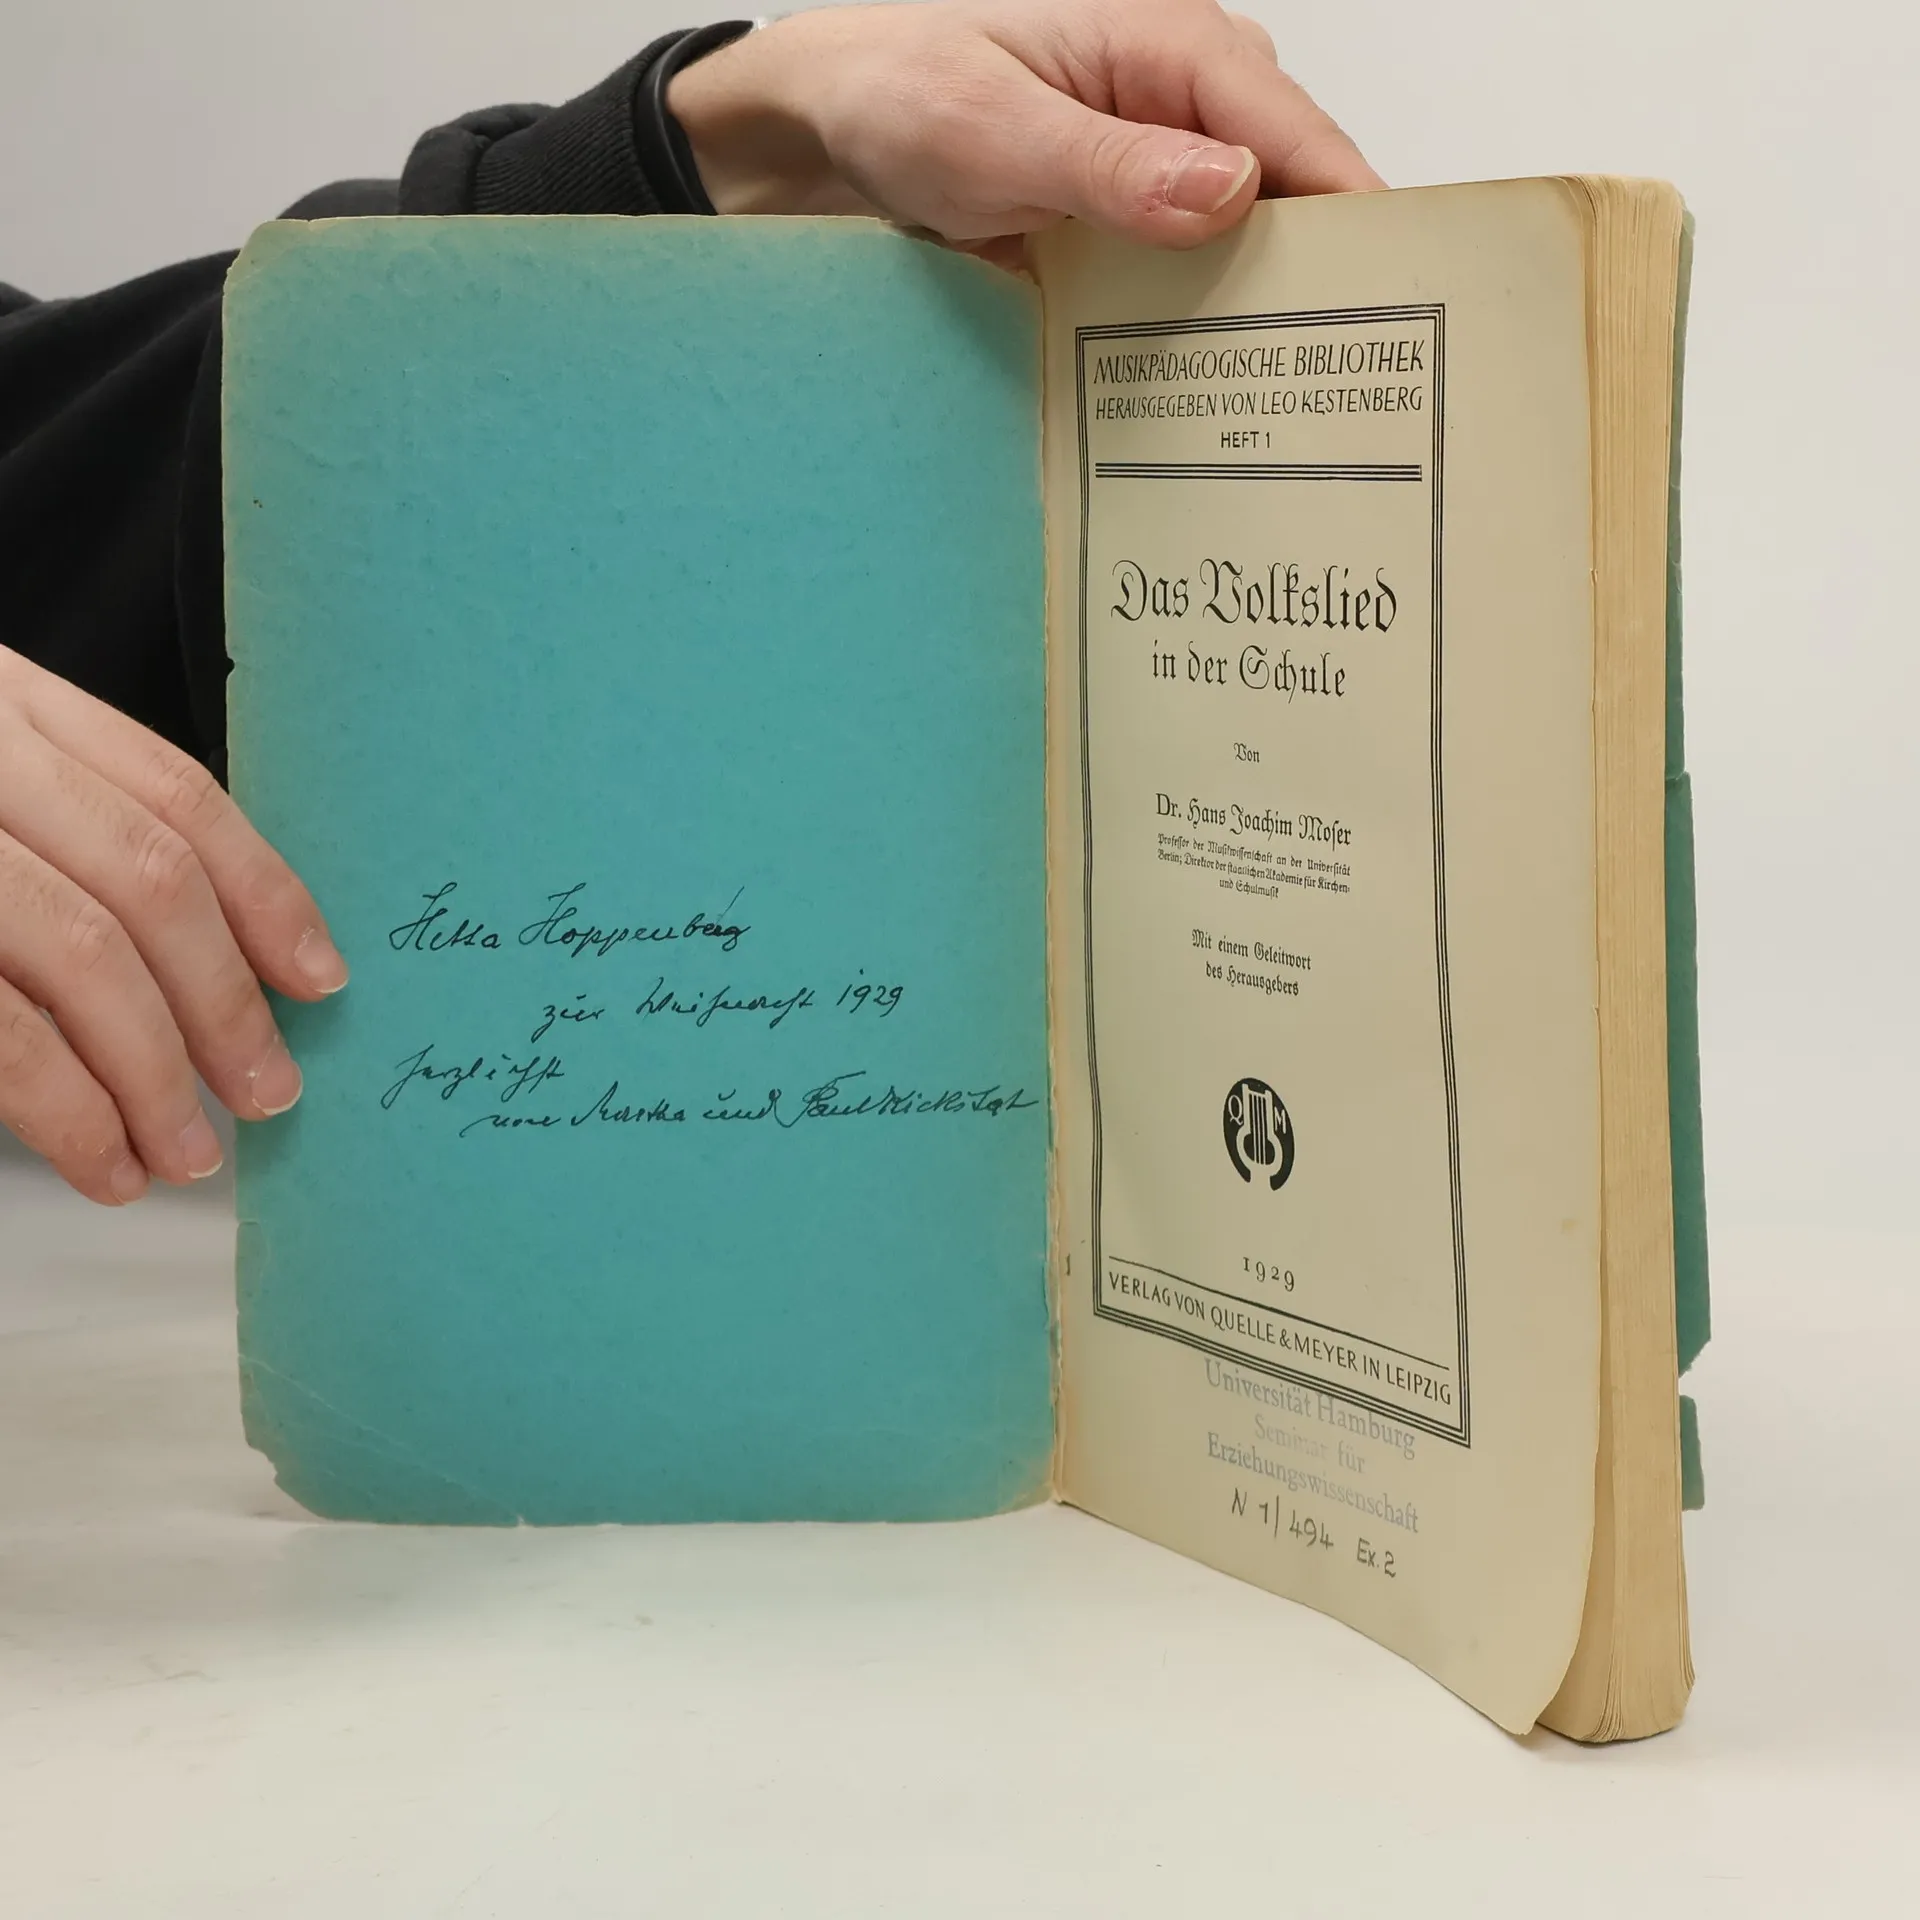 Hetta Hoppenberg
zur Weihnacht 1929
herzlichst
von Martha und Paul Kickstat
MUSIKPÄDAGOGISCHE BIBLIOTHEK
HERAUSGEGEBEN VON LEO KESTENBERG
HEFT 1
Das Volkslied
in der Schule
Von
Dr. Hans Joachim Moser
Professor der Musikwissenschaft an der Universität
Berlin; Direktor der staatlichen Akademie für Kirchen-
und Schulmusik
Mit einem Geleitwort
des Herausgebers
Q M
1929
VERLAG VON QUELLE & MEYER IN LEIPZIG
Universität Hamburg
Seminar für
Erziehungswissenschaft
N 1/494 Ex. 2